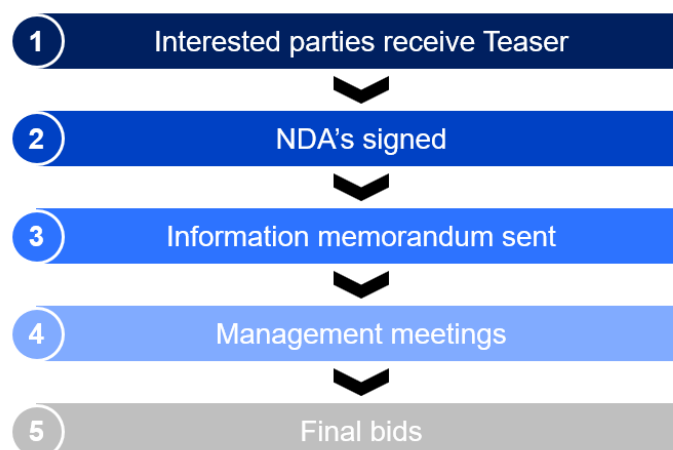 1 Interested parties receive Teaser
2 NDA's signed
3 Information memorandum sent
4 Management meetings
5 Final bids